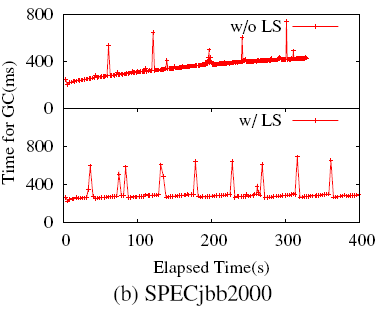 800
w/o LS
400
0
w/ LS
800
400
0
Time for GC(ms)
0 100 200 300 400
Elapsed Time(s)
(b) SPECjbb2000